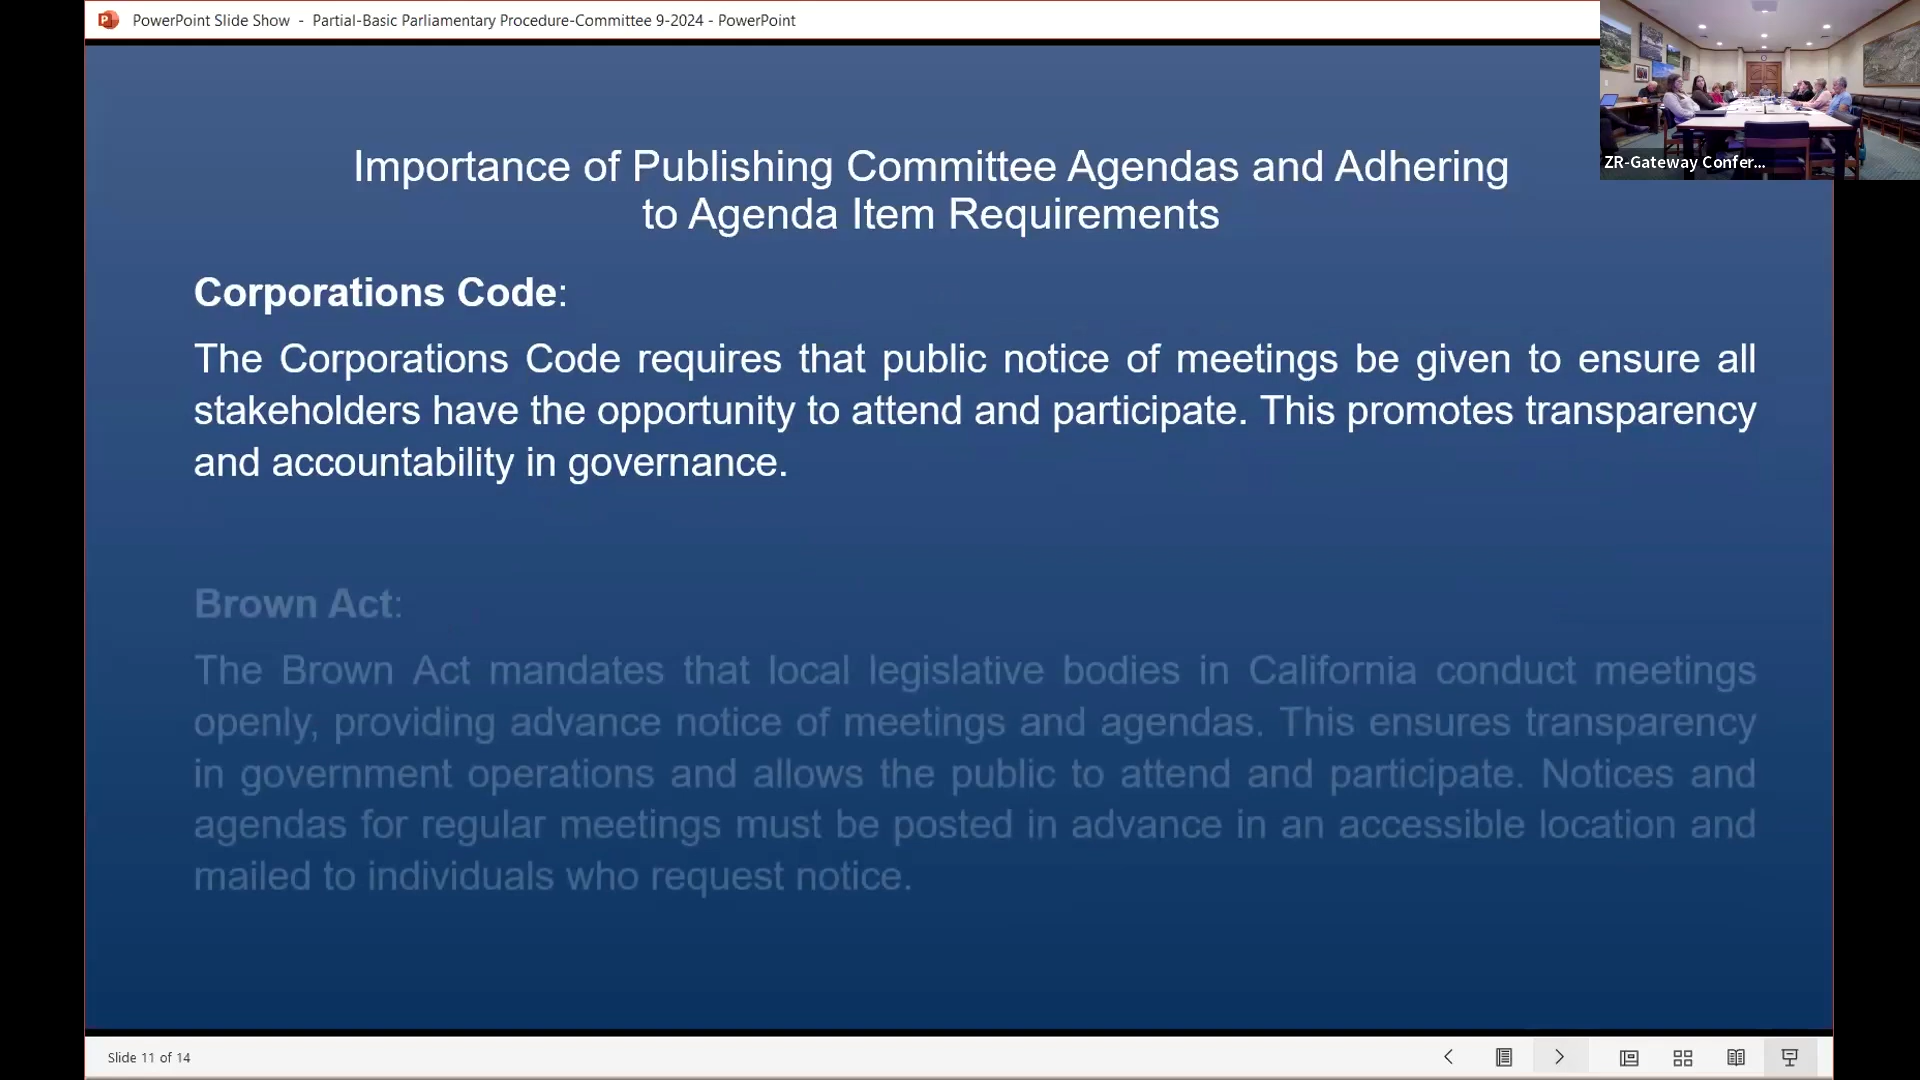 PowerPoint Slide Show - Partial-Basic Parliamentary Procedure-Committee 9-2024 - PowerPoint
ZR-Gateway Confer...
Importance of Publishing Committee Agendas and Adhering
to Agenda Item Requirements
Corporations Code:
The Corporations Code requires that public notice of meetings be given to ensure all
stakeholders have the opportunity to attend and participate. This promotes transparency
and accountability in governance.
Brown Act:
The Brown Act mandates that local legislative bodies in California conduct meetings
openly, providing advance notice of meetings and agendas. This ensures transparency
in government operations and allows the public to attend and participate. Notices and
agendas for regular meetings must be posted in advance in an accessible location and
mailed to individuals who request notice.
Slide 11 of 14